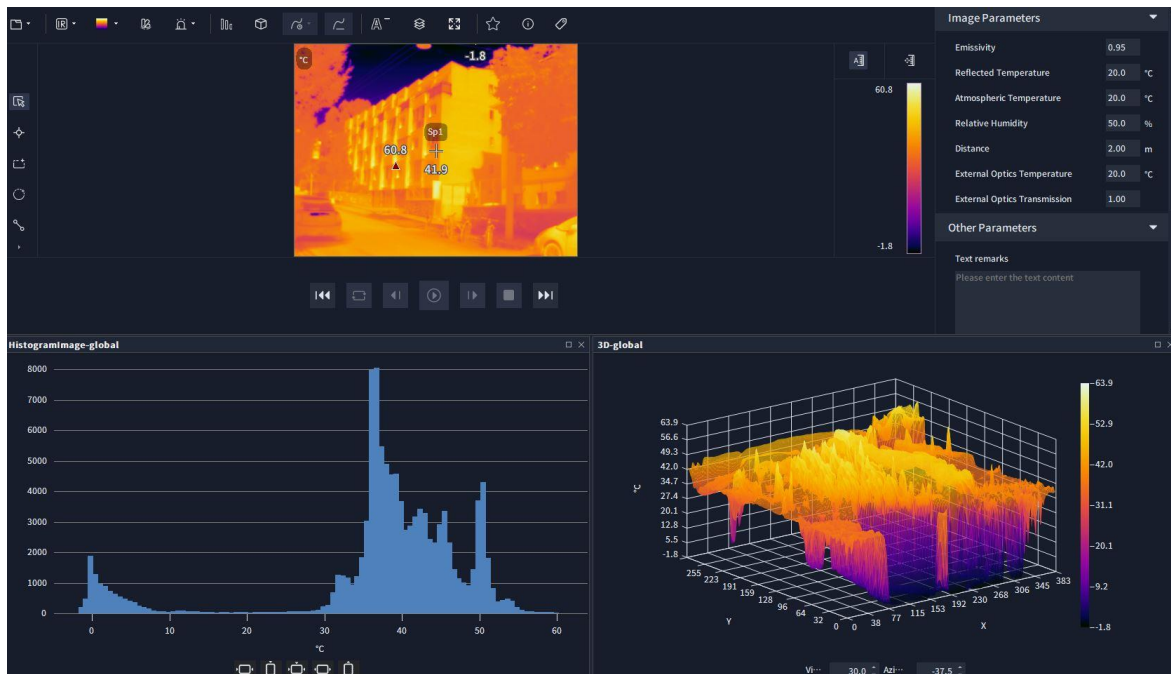 IR
A
°C
-1.8
Sp1
60.8
41.9
A
60.8
-1.8
Image Parameters
Emissivity 0.95
Reflected Temperature 20.0 °C
Atmospheric Temperature 20.0 °C
Relative Humidity 50.0 %
Distance 2.00 m
External Optics Temperature 20.0 °C
External Optics Transmission 1.00
Other Parameters
Text remarks
Please enter the text content
HistogramImage-global
8000
7000
6000
5000
4000
3000
2000
1000
0
0 10 20 30 40 50 60
°C
3D-global
63.9
56.6
49.3
42.0
34.7
27.4
20.1
12.8
5.5
-1.8
°C
255 223 191 159 128 96 64 32 0
Y
0 38 77 115 153 192 230 268 306 345 383
X
63.9
52.9
42.0
31.1
20.1
9.2
-1.8
Vi··· 30.0 Azi··· -37.5